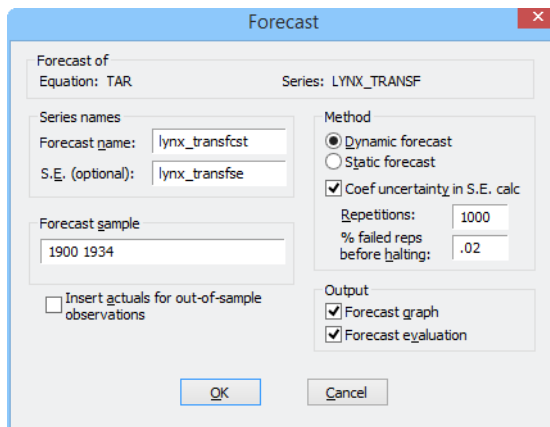 Forecast
Forecast of
Equation: TAR Series: LYNX_TRANSF
Series names
Forecast name: lynx_transfcst
S.E. (optional): lynx_transfse
Forecast sample
1900 1934
Insert actuals for out-of-sample
observations
Method
Dynamic forecast
Static forecast
Coef uncertainty in S.E. calc
Repetitions: 1000
% failed reps
before halting: .02
Output
Forecast graph
Forecast evaluation
OK Cancel